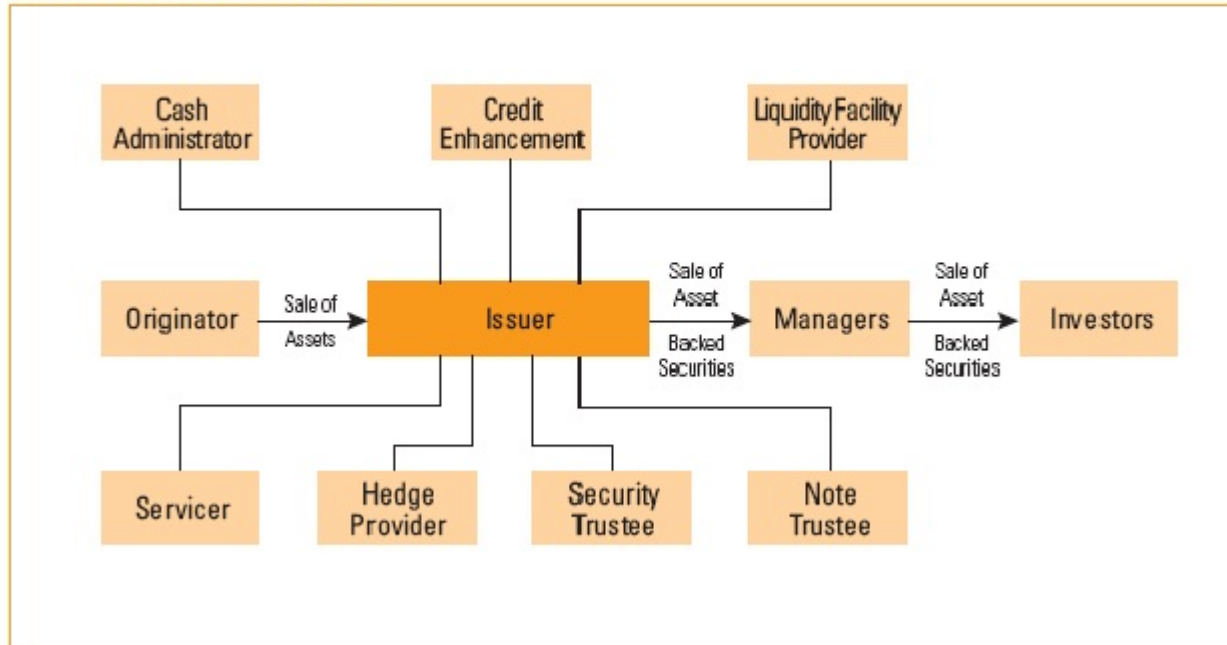 Cash
Administrator
Credit
Enhancement
Liquidity Facility
Provider
Originator
Sale of
Assets
Issuer
Sale of
Asset
Backed
Securities
Managers
Sale of
Asset
Backed
Securities
Investors
Servicer
Hedge
Provider
Security
Trustee
Note
Trustee